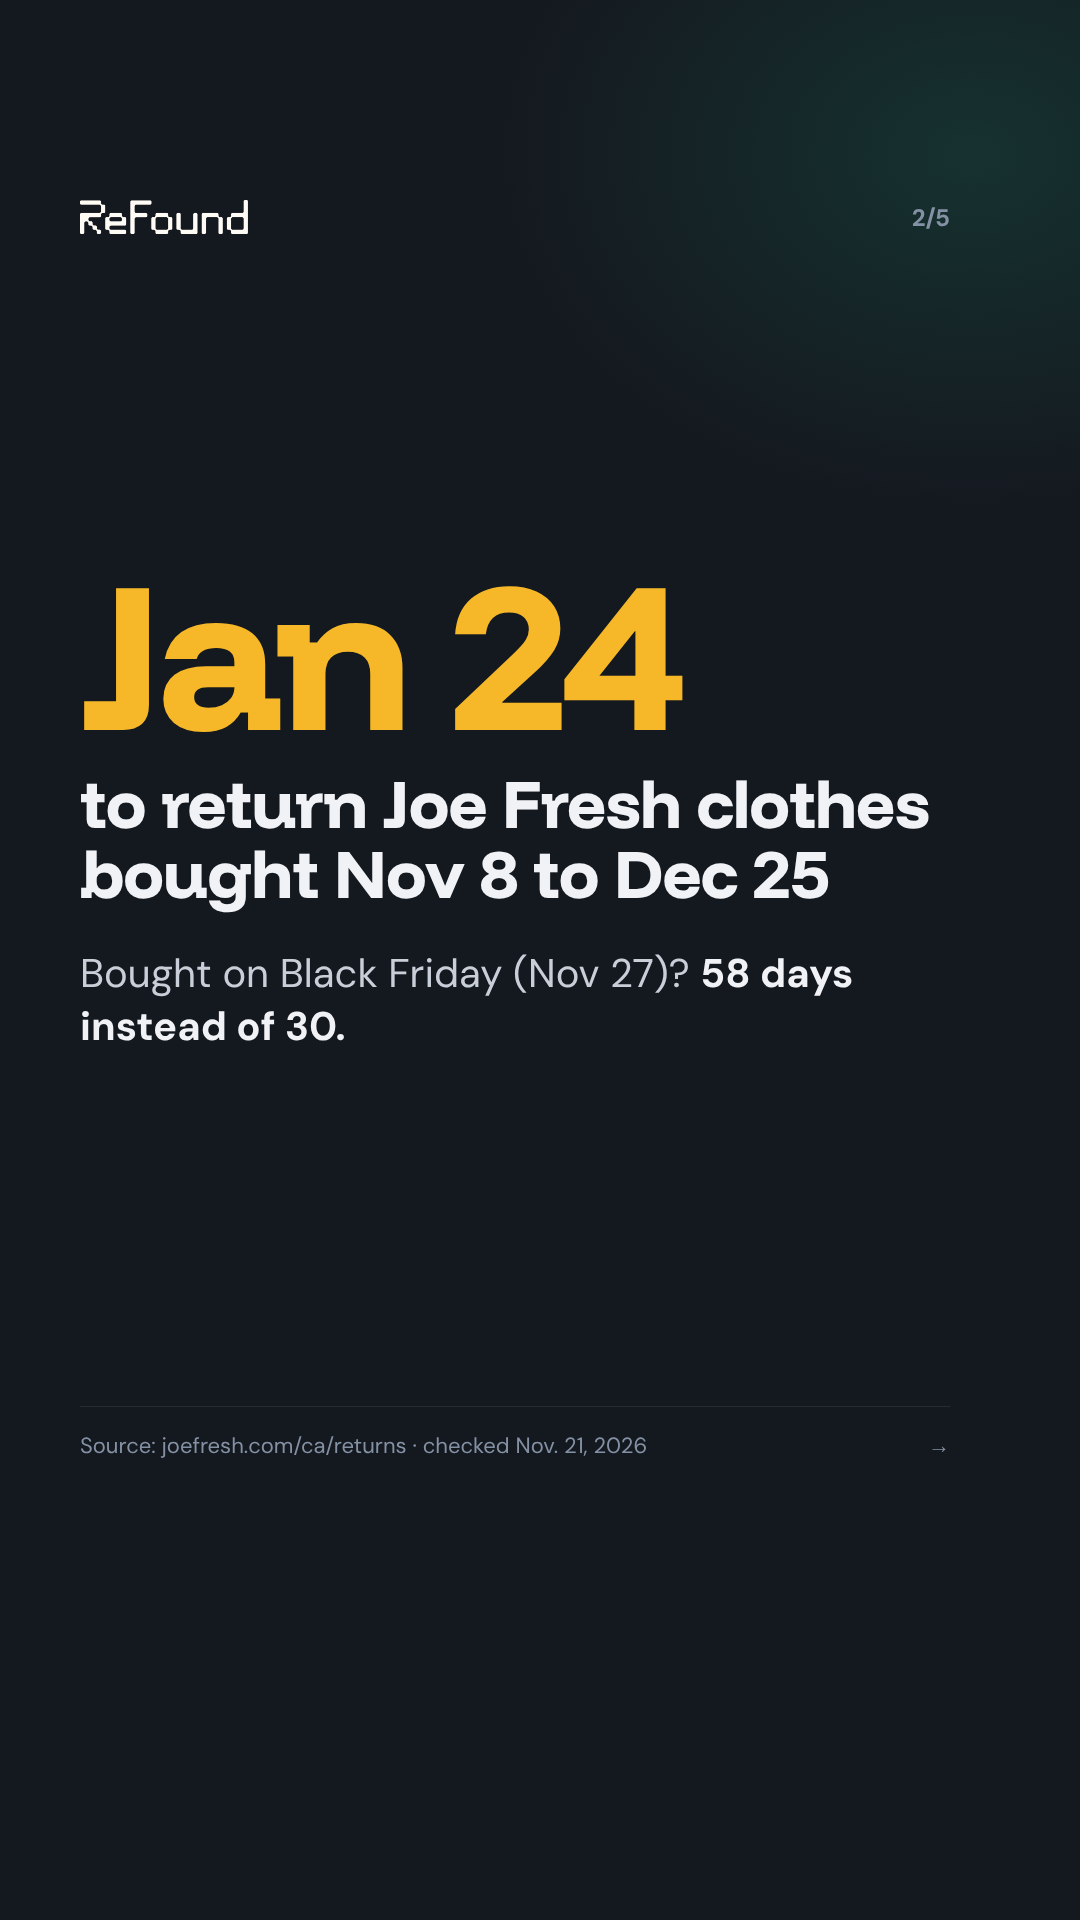 ReFound
2/5
Jan 24
to return Joe Fresh clothes
bought Nov 8 to Dec 25
Bought on Black Friday (Nov 27)? 58 days
instead of 30.
Source: joefresh.com/ca/returns · checked Nov. 21, 2026 →